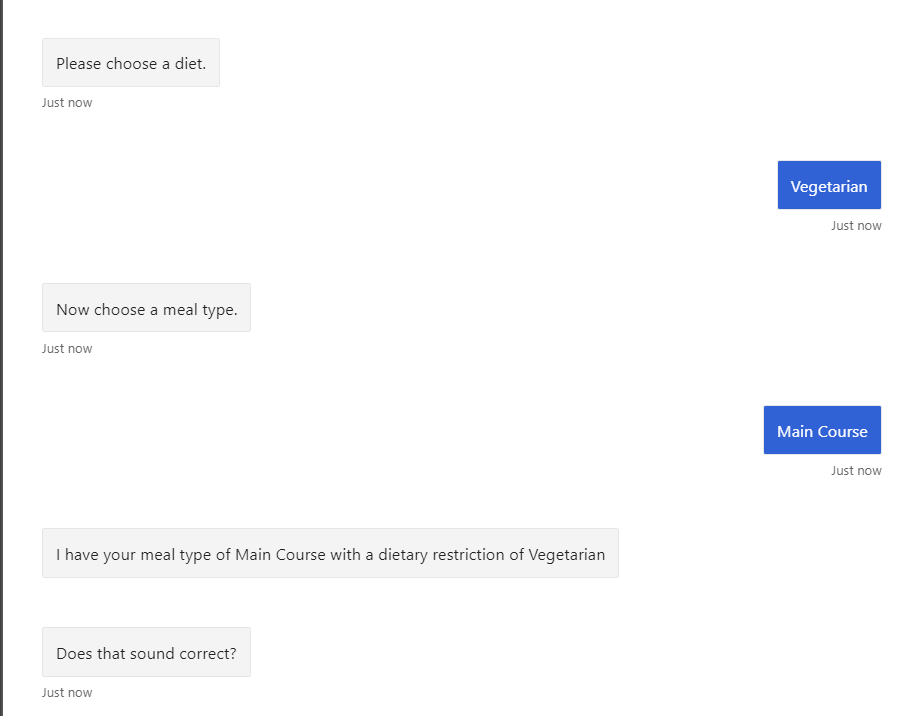 Please choose a diet.
Just now
Vegetarian
Just now
Now choose a meal type.
Just now
Main Course
Just now
I have your meal type of Main Course with a dietary restriction of Vegetarian
Does that sound correct?
Just now